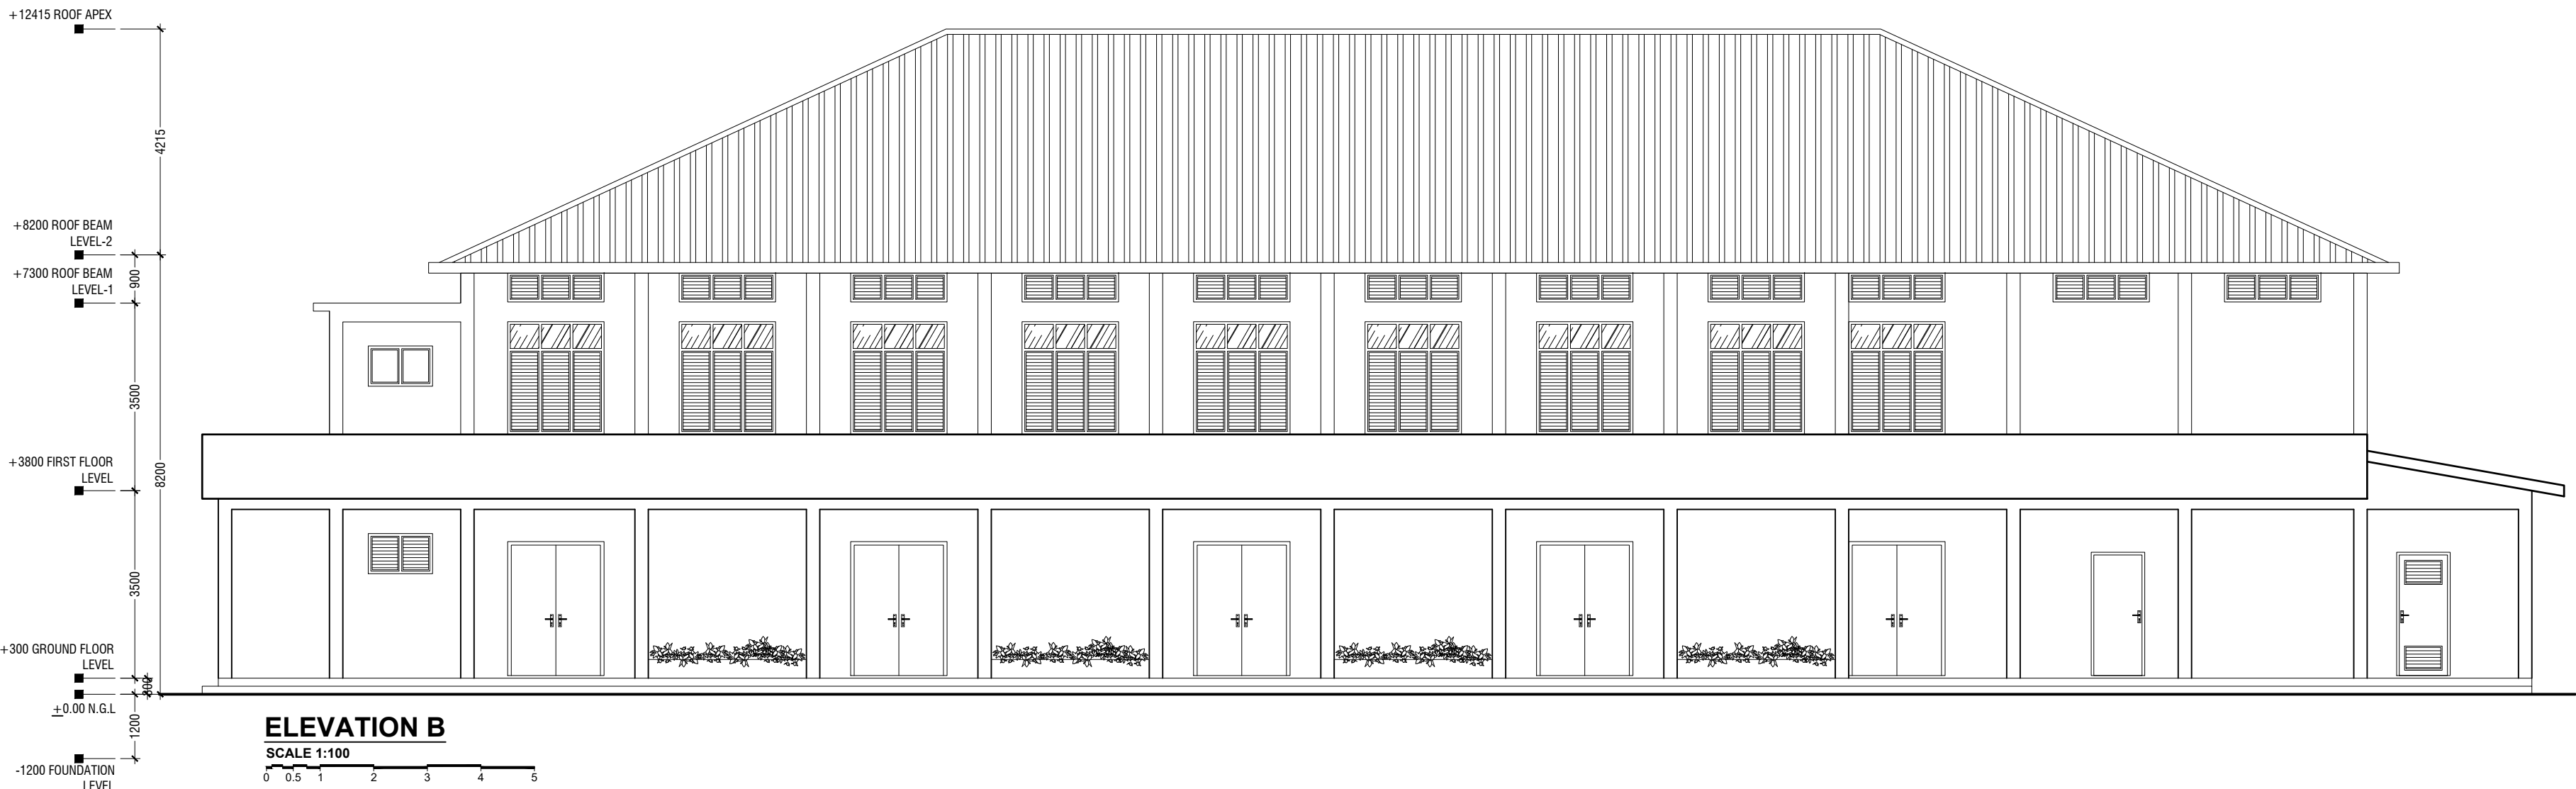 +12415 ROOF APEX
4215
+8200 ROOF BEAM
LEVEL-2
900
+7300 ROOF BEAM
LEVEL-1
3500
8200
+3800 FIRST FLOOR
LEVEL
3500
+300 GROUND FLOOR
LEVEL
300
±0.00 N.G.L
1200
-1200 FOUNDATION
LEVEL
ELEVATION B
SCALE 1:100
0 0.5 1 2 3 4 5